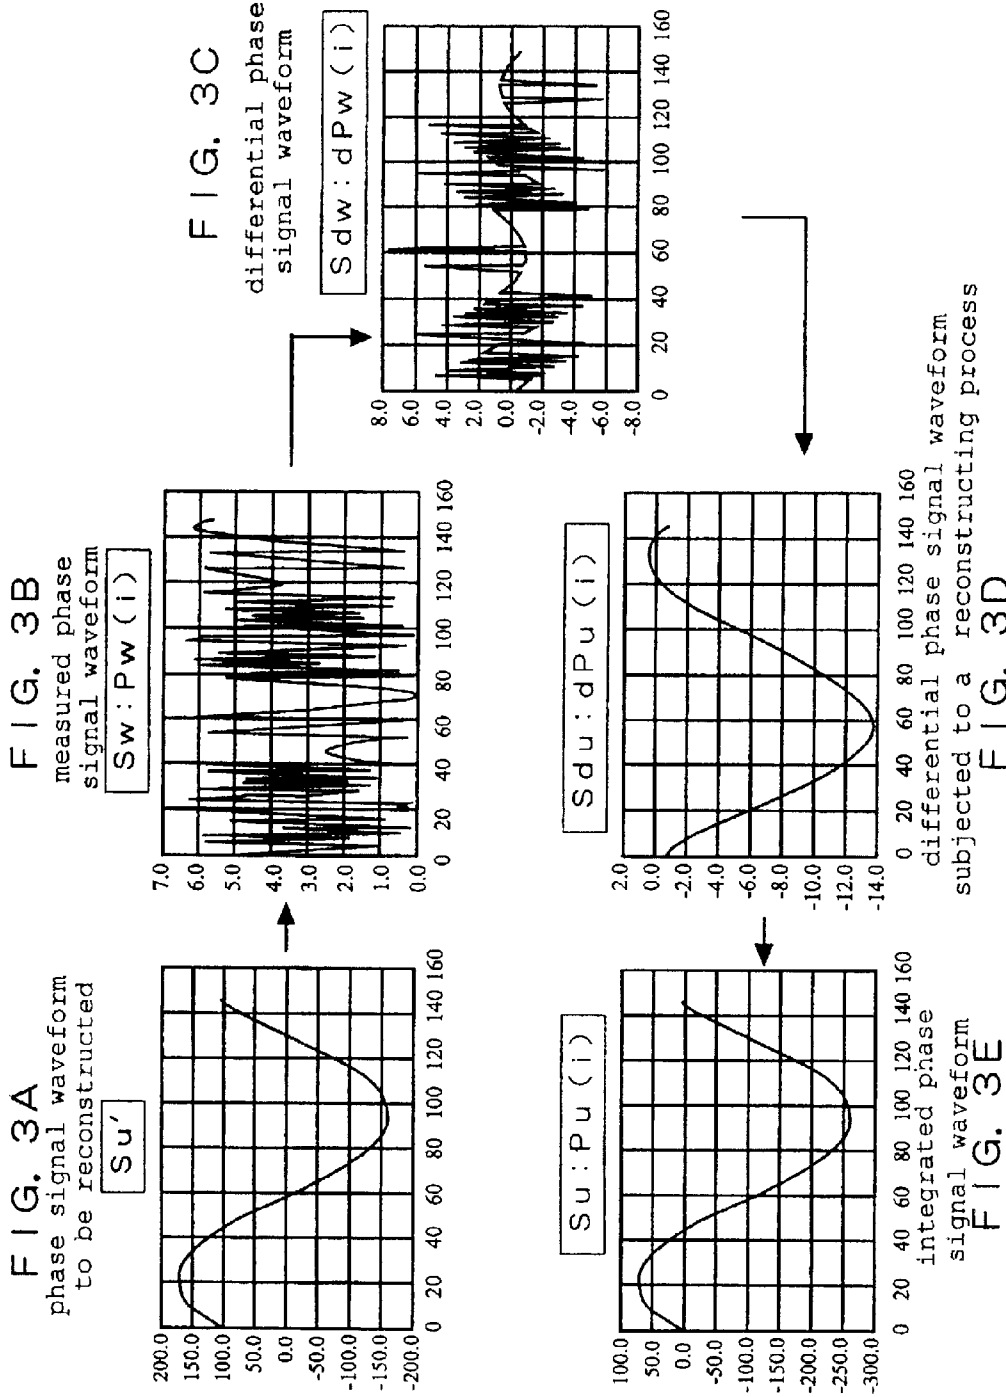 FIG. 3A
phase signal waveform
to be reconstructed
Su′
200.0
150.0
100.0
50.0
0.0
-50.0
-100.0
-150.0
-200.0
0 20 40 60 80 100 120 140 160
FIG. 3B
measured phase
signal waveform
Sw:Pw(i)
7.0
6.0
5.0
4.0
3.0
2.0
1.0
0.0
0 20 40 60 80 100 120 140 160
FIG. 3C
differential phase
signal waveform
Sdw:dPw(i)
8.0
6.0
4.0
2.0
0.0
-2.0
-4.0
-6.0
-8.0
0 20 40 60 80 100 120 140 160
Sdu:dPu(i)
2.0
0.0
-2.0
-4.0
-6.0
-8.0
-10.0
-12.0
-14.0
0 20 40 60 80 100 120 140 160
differential phase signal waveform
subjected to a reconstructing process
FIG. 3D
Su:Pu(i)
100.0
50.0
0.0
-50.0
-100.0
-150.0
-200.0
-250.0
-300.0
0 20 40 60 80 100 120 140 160
integrated phase
signal waveform
FIG. 3E